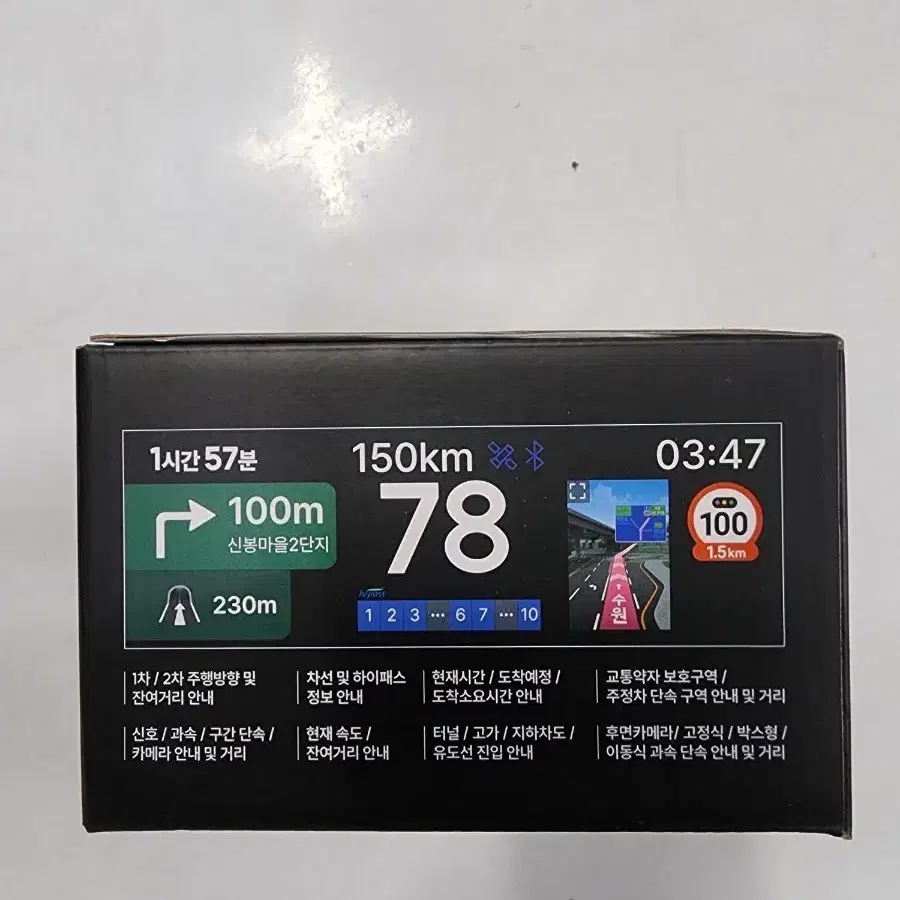 1시간 57분
150km
03:47
100m
신봉마을2단지
78
100
1.5km
수원
230m
hi-pass
1 2 3 ··· 6 7 ··· 10
1차 / 2차 주행방향 및
잔여거리 안내
차선 및 하이패스
정보 안내
현재시간 / 도착예정 /
도착소요시간 안내
교통약자 보호구역 /
주정차 단속 구역 안내 및 거리
신호 / 과속 / 구간 단속 /
카메라 안내 및 거리
현재 속도 /
잔여거리 안내
터널 / 고가 / 지하차도 /
유도선 진입 안내
후면카메라 / 고정식 / 박스형 /
이동식 과속 단속 안내 및 거리